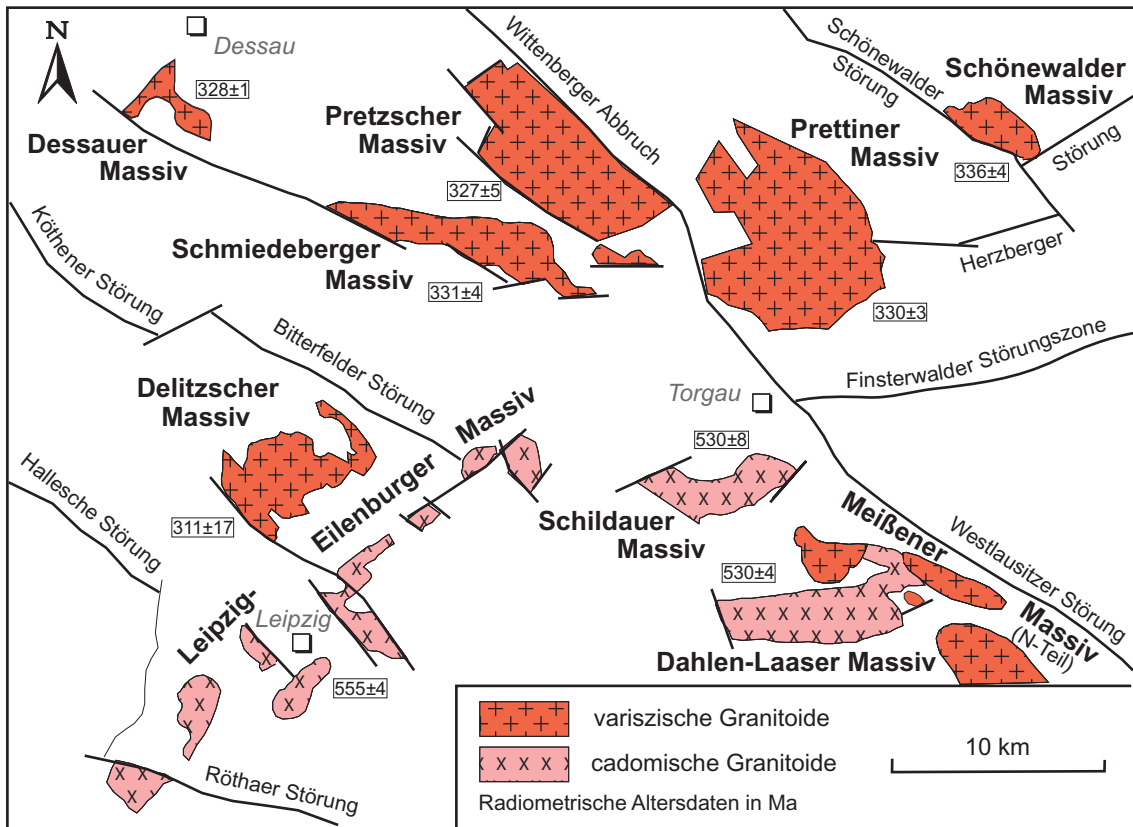 N
Dessau
328±1
Dessauer
Massiv
Pretzscher
Massiv
327±5
Wittenberger Abbruch
Schönewalder
Störung
Schönewalder
Massiv
336±4
Störung
Herzberger
Prettiner
Massiv
330±3
Köthener Störung
Schmiedeberger
Massiv
331±4
Bitterfelder Störung
Finsterwalder Störungszone
Delitzscher
Massiv
311±17
Hallesche Störung
Torgau
530±8
Schildauer
Massiv
Leipzig-
Eilenburger
Massiv
Leipzig
555±4
530±4
Dahlen-Laaser Massiv
Meißener
Massiv
(N-Teil)
Westlausitzer Störung
Röthaer Störung
variszische Granitoide
cadomische Granitoide
Radiometrische Altersdaten in Ma
10 km